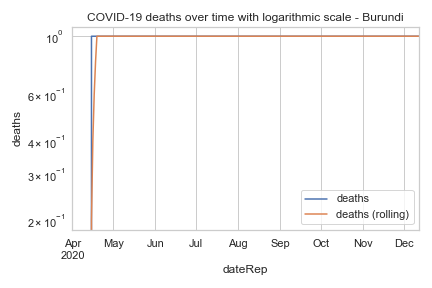 COVID-19 deaths over time with logarithmic scale - Burundi
10⁰
6 × 10⁻¹
4 × 10⁻¹
3 × 10⁻¹
2 × 10⁻¹
deaths
deaths
deaths (rolling)
Apr May Jun Jul Aug Sep Oct Nov Dec
2020
dateRep